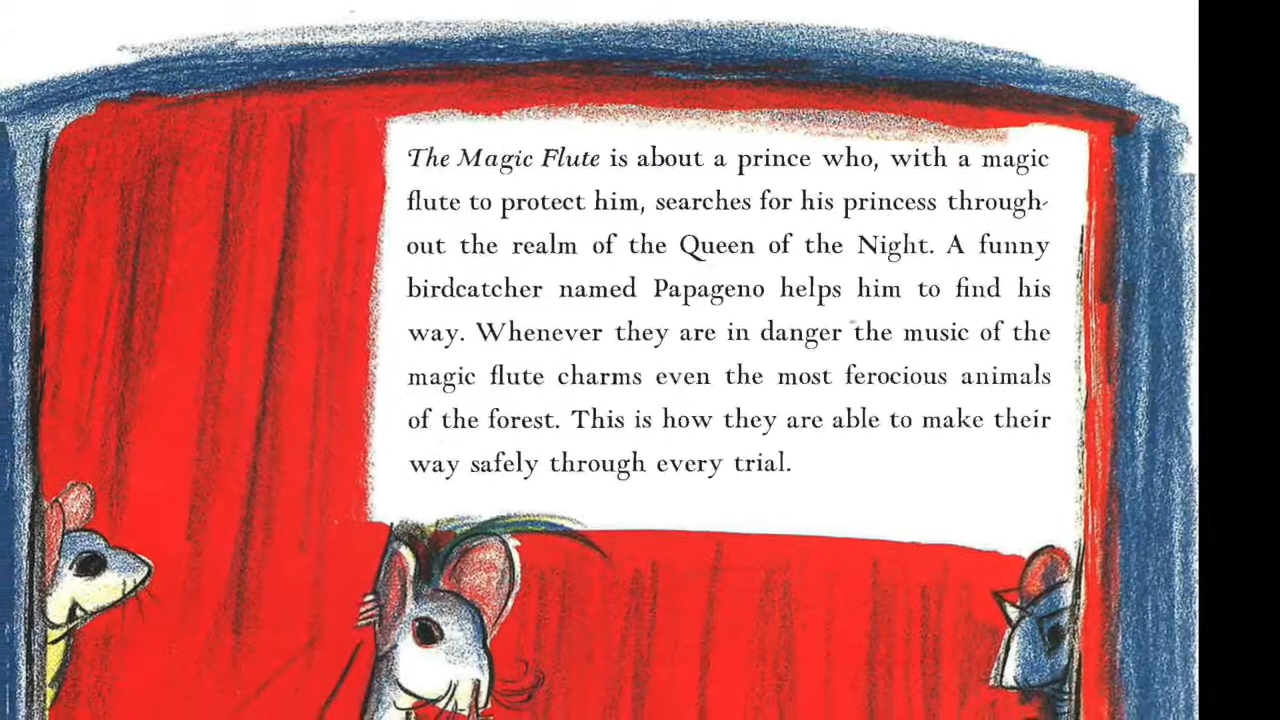 The Magic Flute is about a prince who, with a magic
flute to protect him, searches for his princess through-
out the realm of the Queen of the Night. A funny
birdcatcher named Papageno helps him to find his
way. Whenever they are in danger the music of the
magic flute charms even the most ferocious animals
of the forest. This is how they are able to make their
way safely through every trial.